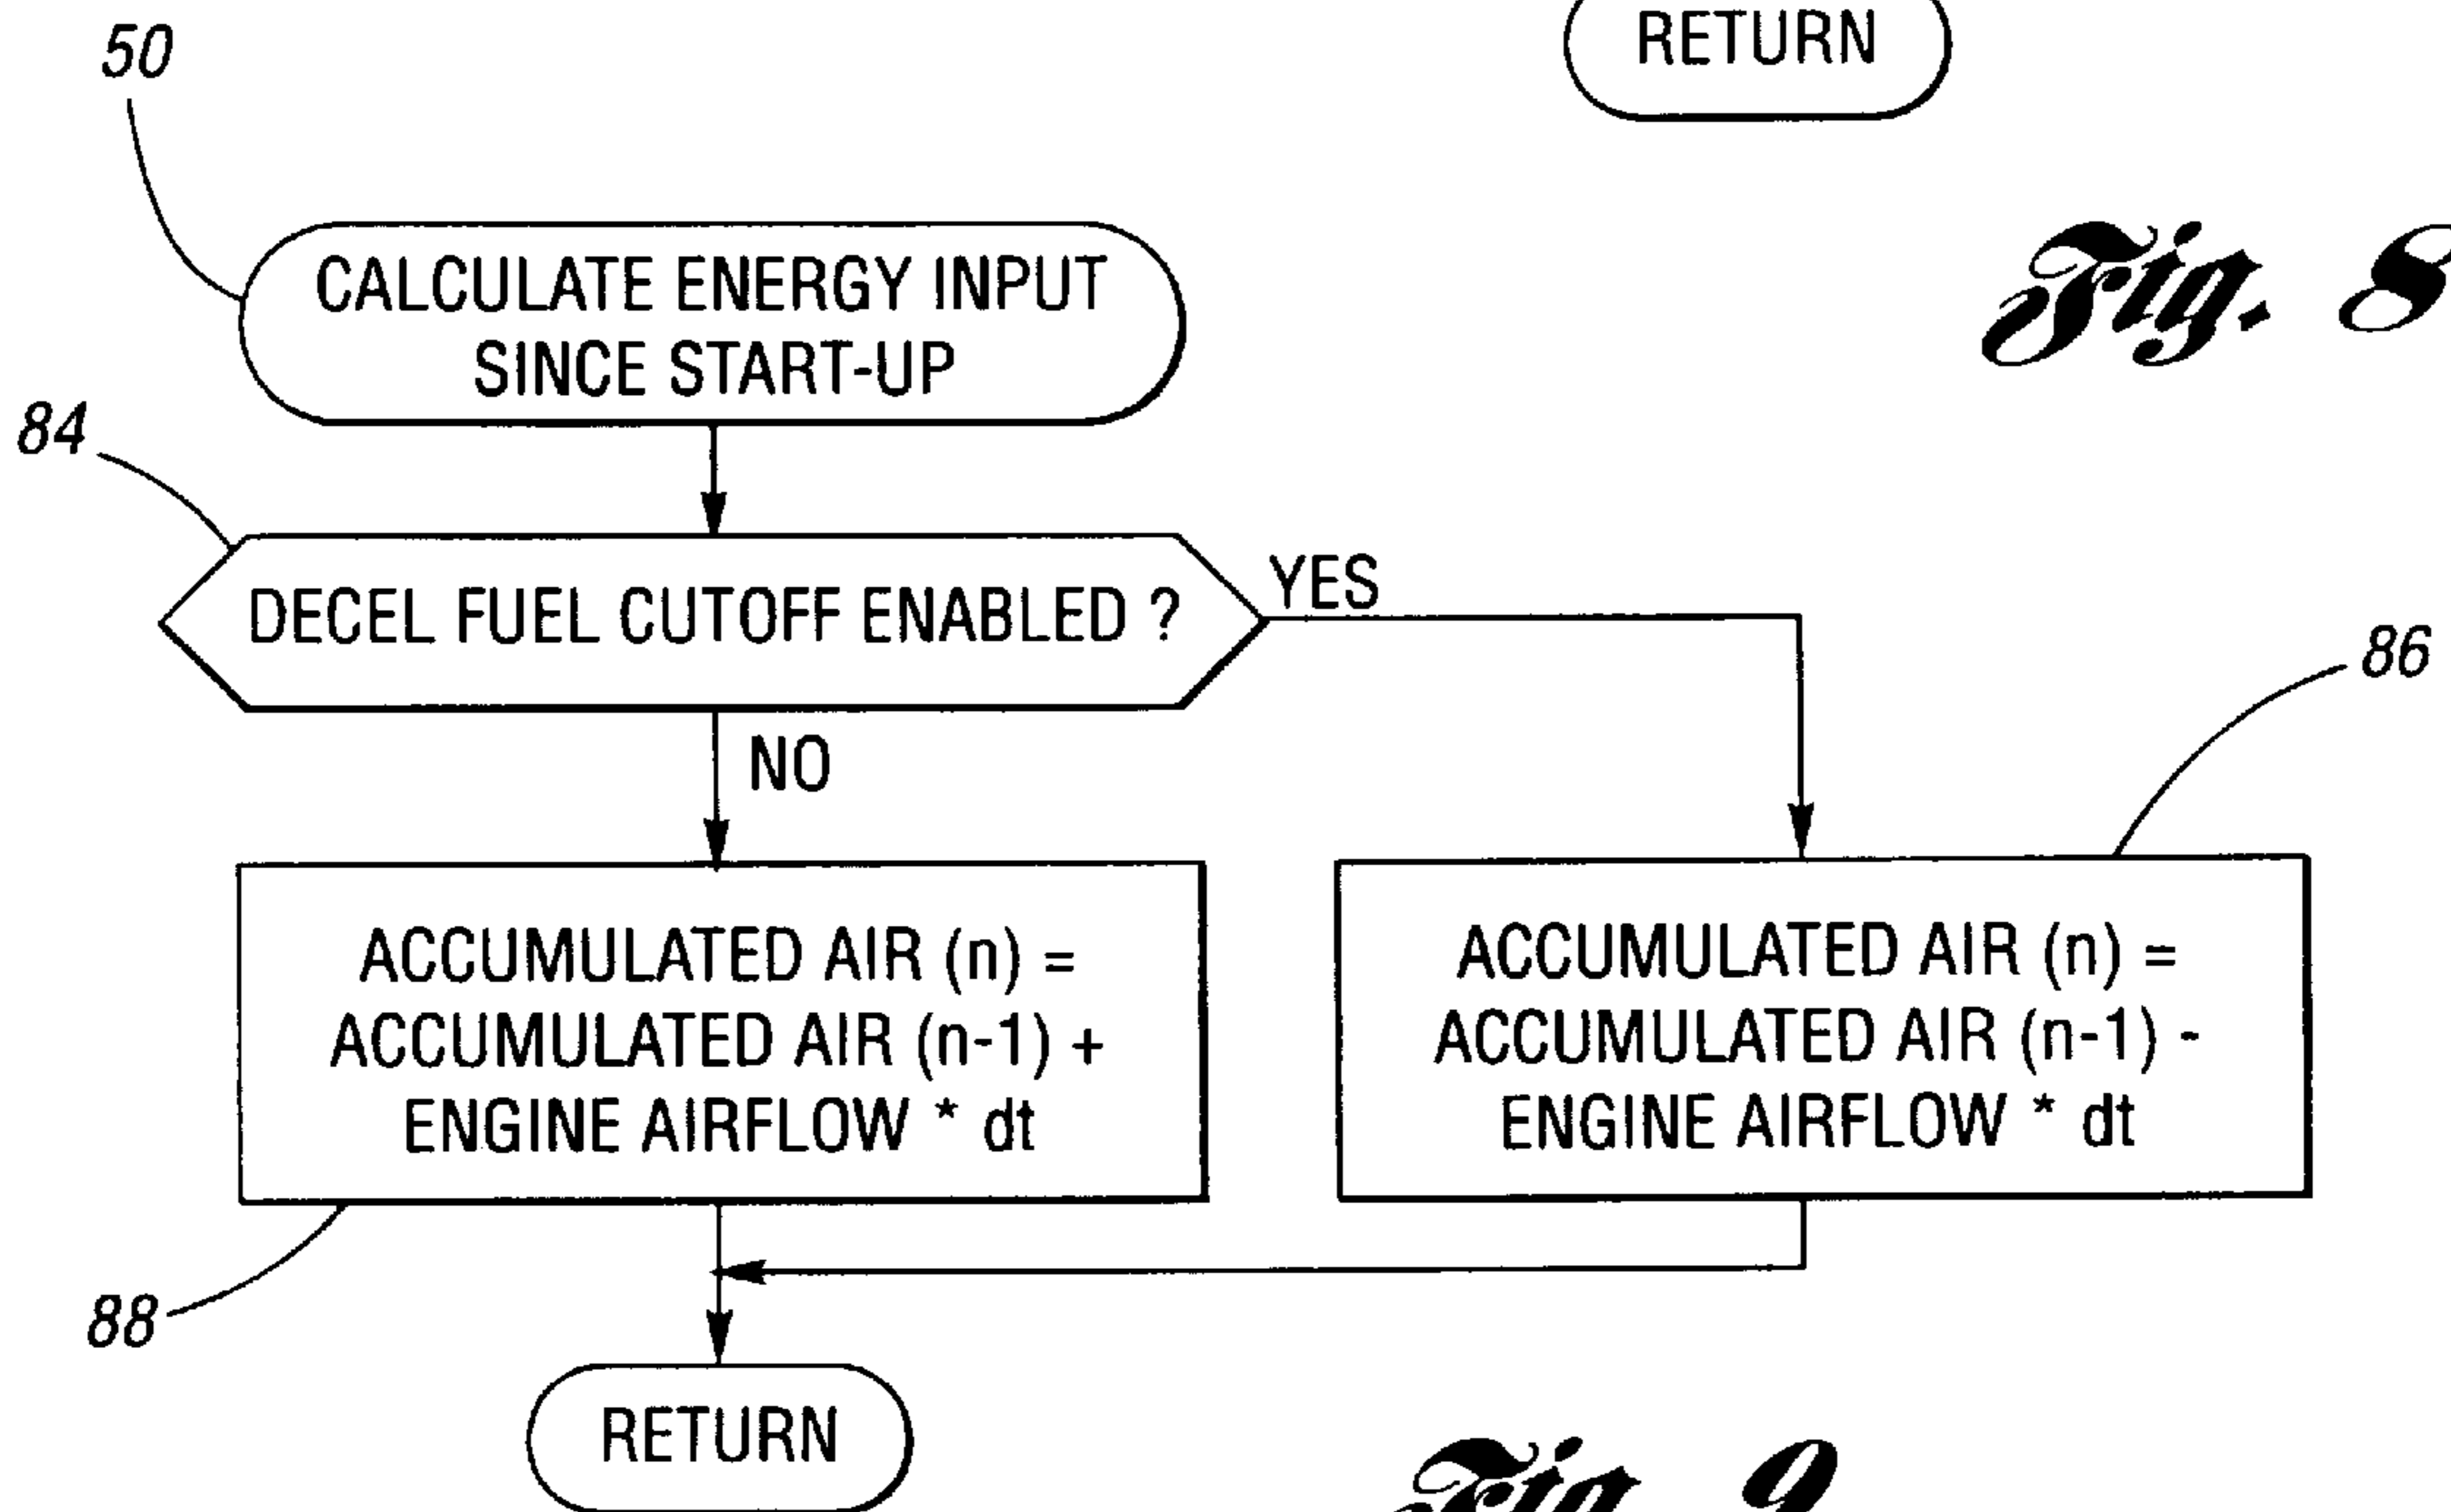 50
RETURN
Fig. 8
CALCULATE ENERGY INPUT
SINCE START-UP
84
DECEL FUEL CUTOFF ENABLED ?
YES
86
NO
ACCUMULATED AIR (n) =
ACCUMULATED AIR (n-1) +
ENGINE AIRFLOW * dt
ACCUMULATED AIR (n) =
ACCUMULATED AIR (n-1) -
ENGINE AIRFLOW * dt
88
RETURN
Fig. 9